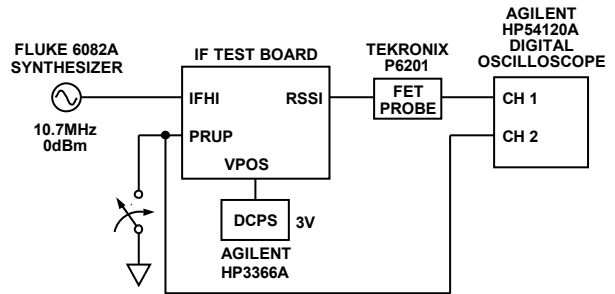 FLUKE 6082A
SYNTHESIZER
10.7MHz
0dBm
IF TEST BOARD
IFHI
RSSI
PRUP
VPOS
DCPS
3V
AGILENT
HP3366A
TEKRONIX
P6201
FET
PROBE
AGILENT
HP54120A
DIGITAL
OSCILLOSCOPE
CH 1
CH 2